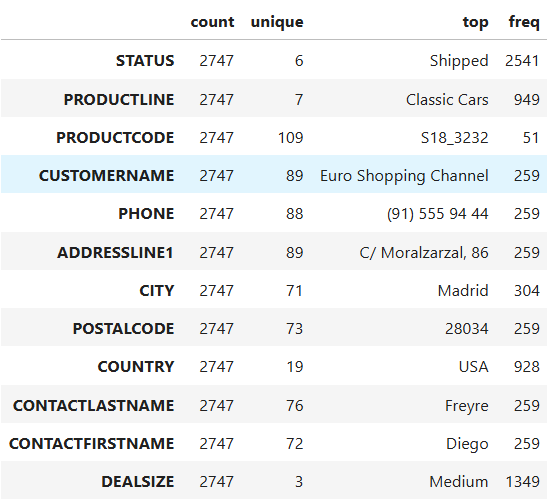 count unique top freq
STATUS 2747 6 Shipped 2541
PRODUCTLINE 2747 7 Classic Cars 949
PRODUCTCODE 2747 109 S18_3232 51
CUSTOMERNAME 2747 89 Euro Shopping Channel 259
PHONE 2747 88 (91) 555 94 44 259
ADDRESSLINE1 2747 89 C/ Moralzarzal, 86 259
CITY 2747 71 Madrid 304
POSTALCODE 2747 73 28034 259
COUNTRY 2747 19 USA 928
CONTACTLASTNAME 2747 76 Freyre 259
CONTACTFIRSTNAME 2747 72 Diego 259
DEALSIZE 2747 3 Medium 1349